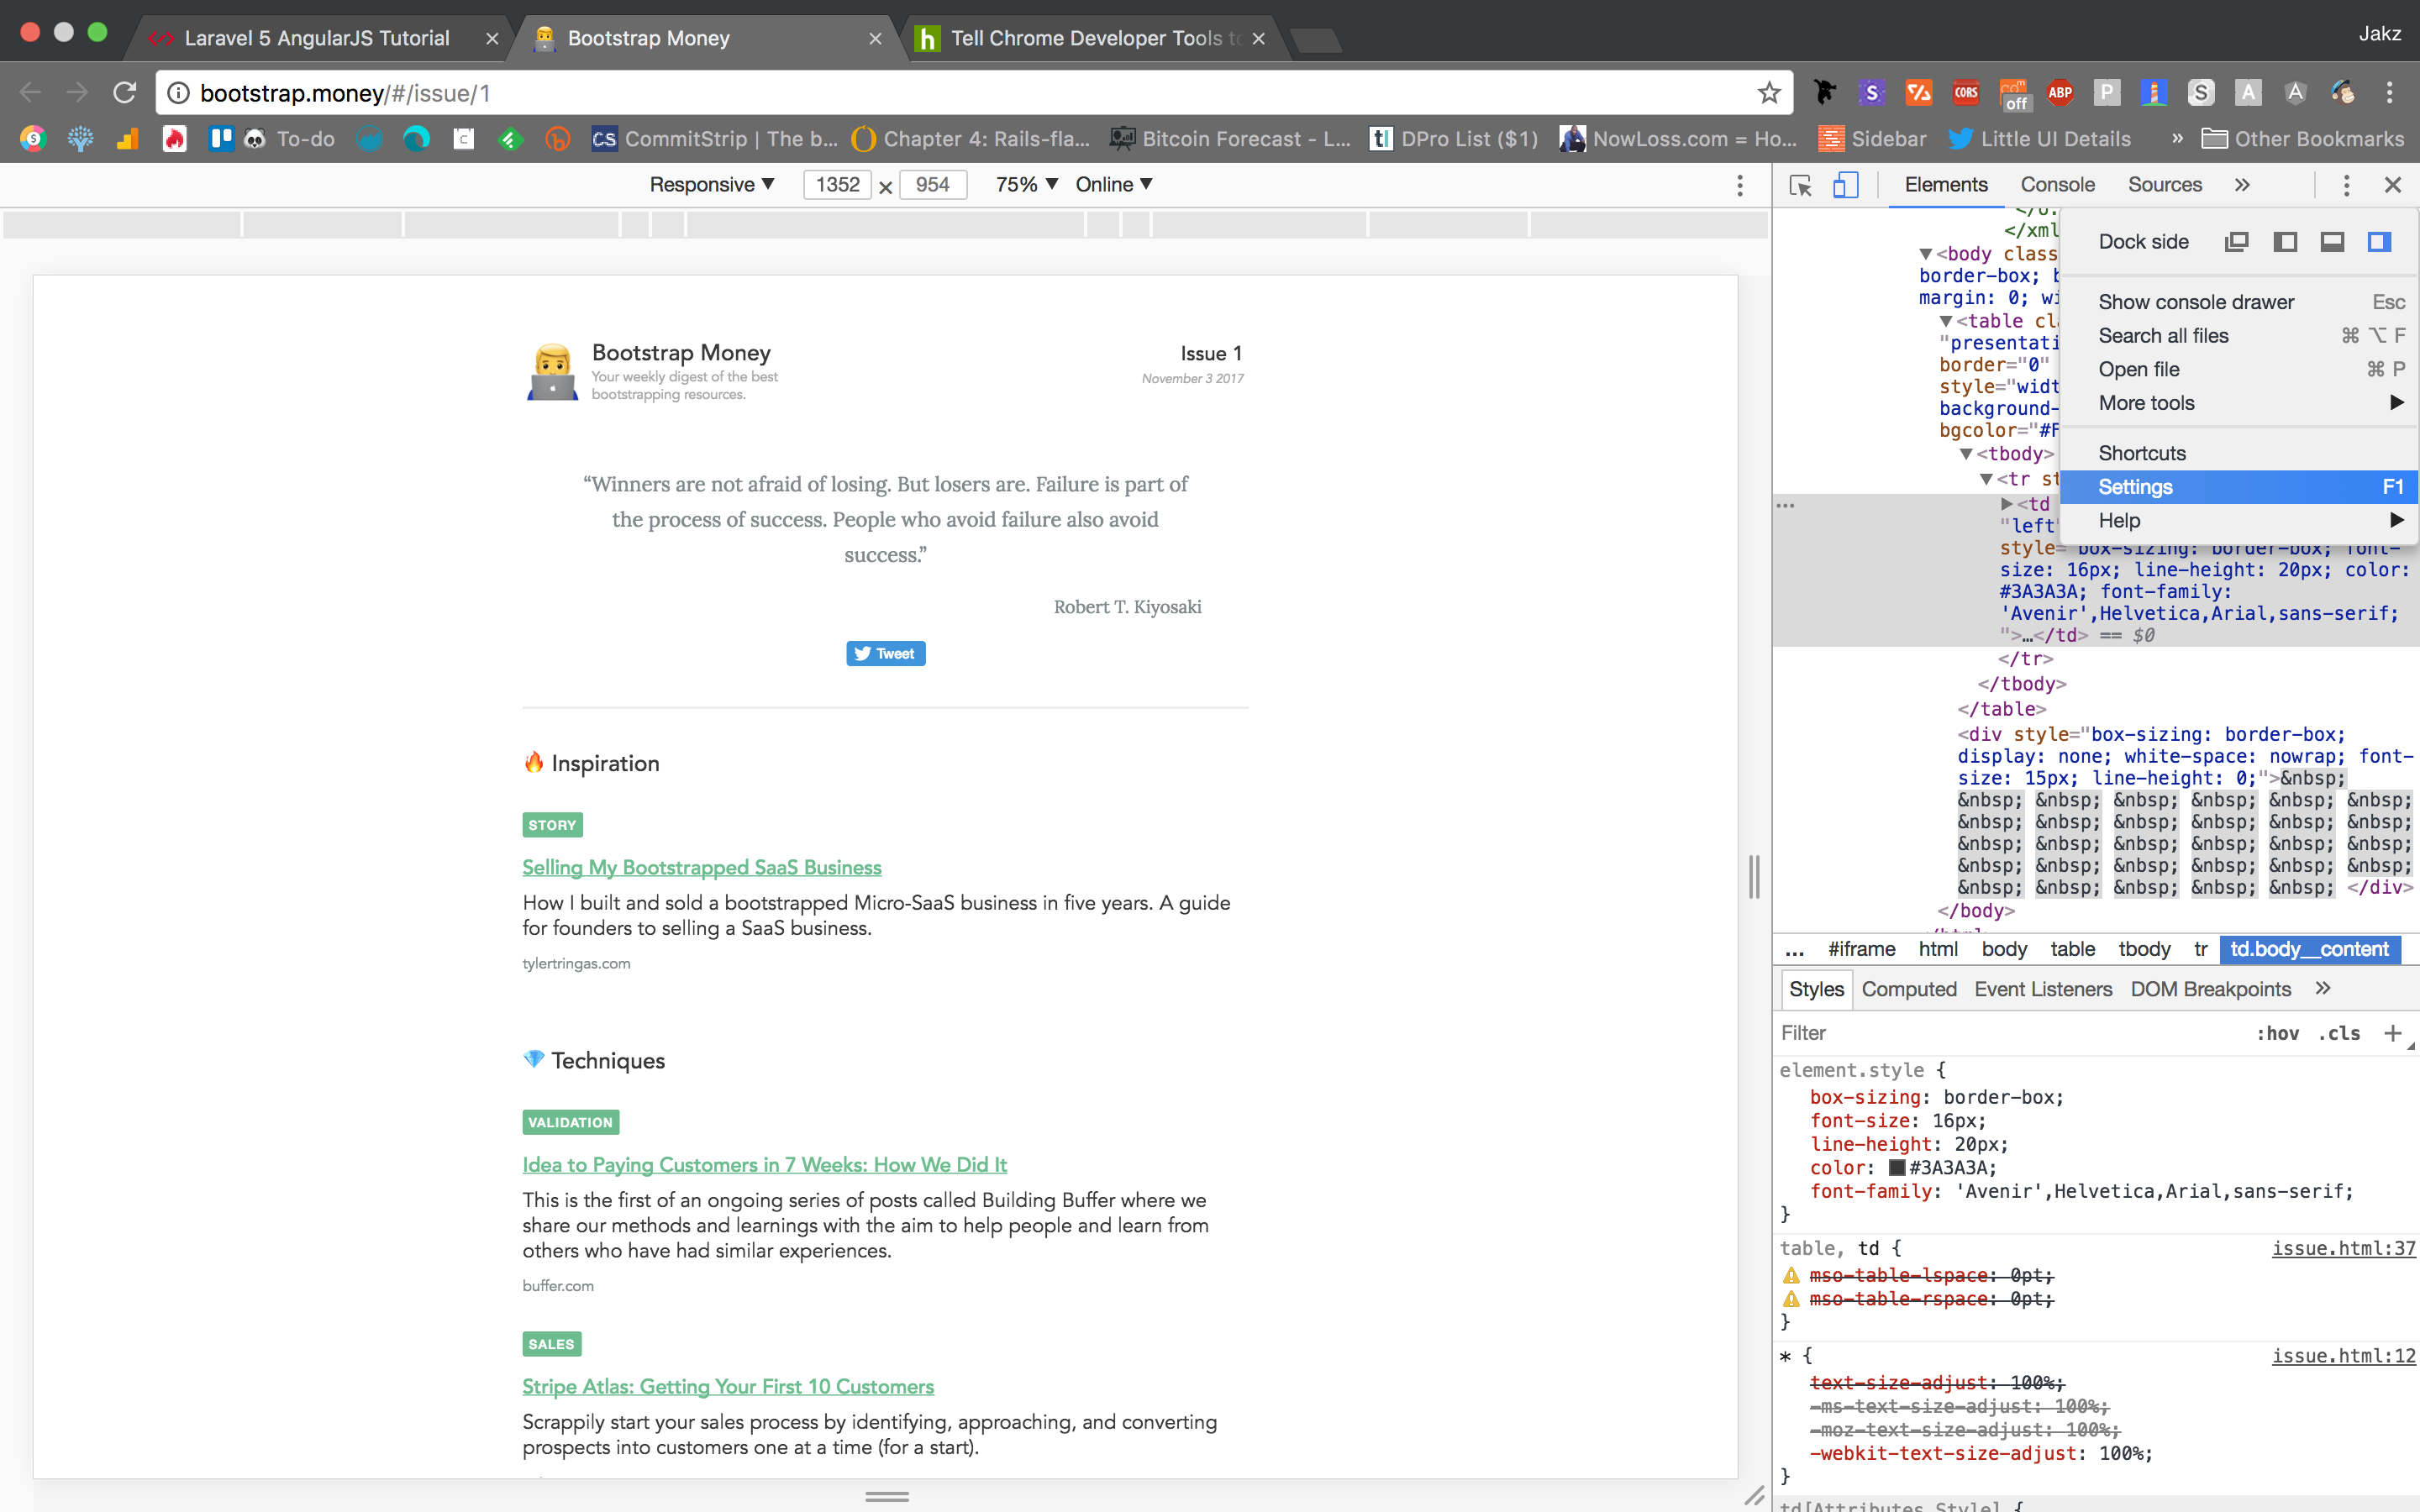 Laravel 5 AngularJS Tutorial
Bootstrap Money
Tell Chrome Developer Tools
Jakz
bootstrap.money/#/issue/1
S
CORS
com
off
ABP
P
S
A
A
To-do
CS CommitStrip | The b...
Chapter 4: Rails-fla...
Bitcoin Forecast - L...
DPro List ($1)
NowLoss.com = Ho...
Sidebar
Little UI Details
»
Other Bookmarks
Responsive ▼ 1352 × 954 75% ▼ Online ▼
Elements Console Sources »
</xml
▼<body class
border-box; b
margin: 0; wi
▼<table cl
"presentati
border="0"
style="widt
background-
bgcolor="#F
▼<tbody>
▼<tr st
▶<td
"left"
style="box-sizing: border-box; font-
size: 16px; line-height: 20px; color:
#3A3A3A; font-family:
'Avenir',Helvetica,Arial,sans-serif;
">…</td> == $0
</tr>
</tbody>
</table>
<div style="box-sizing: border-box;
display: none; white-space: nowrap; font-
size: 15px; line-height: 0;">&nbsp;
&nbsp; &nbsp; &nbsp; &nbsp; &nbsp; &nbsp;
&nbsp; &nbsp; &nbsp; &nbsp; &nbsp; &nbsp;
&nbsp; &nbsp; &nbsp; &nbsp; &nbsp; &nbsp;
&nbsp; &nbsp; &nbsp; &nbsp; &nbsp; &nbsp;
&nbsp; &nbsp; &nbsp; &nbsp; &nbsp; </div>
</body>
Dock side
Show console drawer Esc
Search all files ⌘ ⌥ F
Open file ⌘ P
More tools ▶
Shortcuts
Settings F1
Help ▶
... #iframe html body table tbody tr td.body__content
Styles Computed Event Listeners DOM Breakpoints »
Filter :hov .cls +
element.style {
box-sizing: border-box;
font-size: 16px;
line-height: 20px;
color: #3A3A3A;
font-family: 'Avenir',Helvetica,Arial,sans-serif;
}
table, td { issue.html:37
mso-table-lspace: 0pt;
mso-table-rspace: 0pt;
}
* { issue.html:12
text-size-adjust: 100%;
-ms-text-size-adjust: 100%;
-moz-text-size-adjust: 100%;
-webkit-text-size-adjust: 100%;
}
td[Attributes Style] {
Bootstrap Money
Your weekly digest of the best
bootstrapping resources.
Issue 1
November 3 2017
“Winners are not afraid of losing. But losers are. Failure is part of
the process of success. People who avoid failure also avoid
success.”
Robert T. Kiyosaki
Tweet
🔥 Inspiration
STORY
Selling My Bootstrapped SaaS Business
How I built and sold a bootstrapped Micro-SaaS business in five years. A guide
for founders to selling a SaaS business.
tylertringas.com
💎 Techniques
VALIDATION
Idea to Paying Customers in 7 Weeks: How We Did It
This is the first of an ongoing series of posts called Building Buffer where we
share our methods and learnings with the aim to help people and learn from
others who have had similar experiences.
buffer.com
SALES
Stripe Atlas: Getting Your First 10 Customers
Scrappily start your sales process by identifying, approaching, and converting
prospects into customers one at a time (for a start).